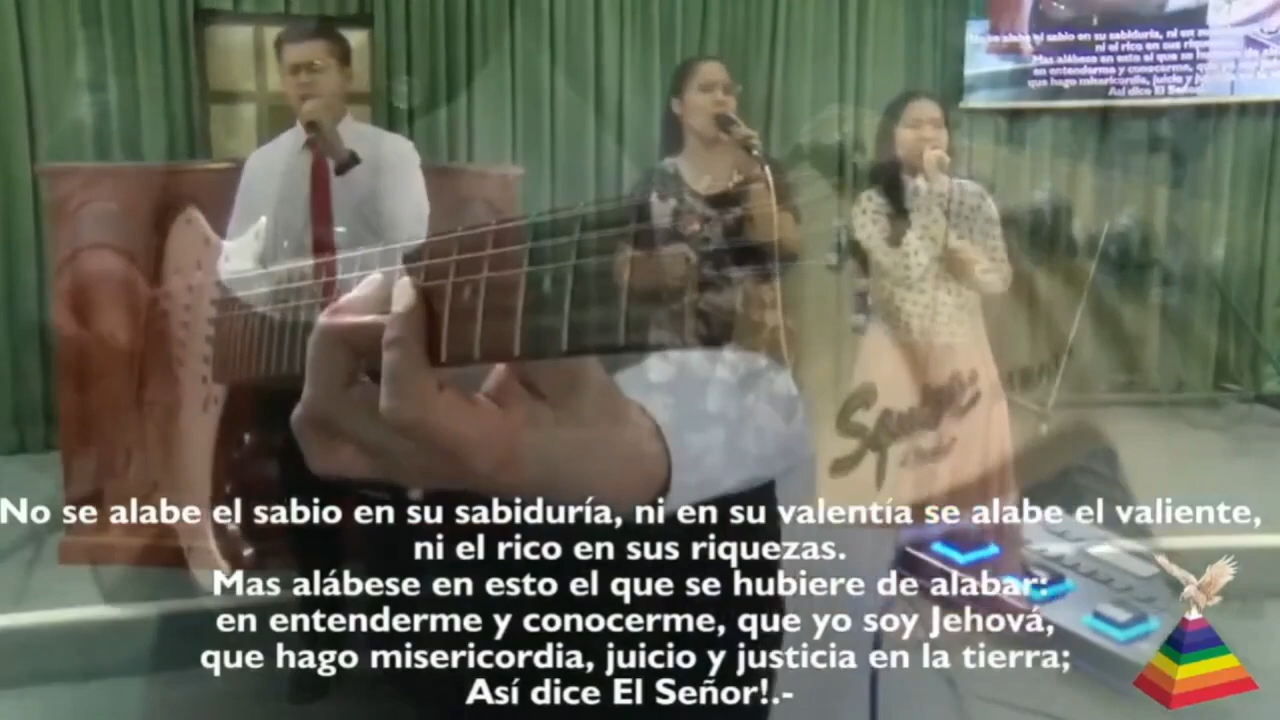 No se alabe el sabio en su sabiduría, ni en su valentía se alabe el valiente,
ni el rico en sus riquezas.
Mas alábese en esto el que se hubiere de alabar:
en entenderme y conocerme, que yo soy Jehová,
que hago misericordia, juicio y justicia en la tierra;
Así dice El Señor!.-
Squier